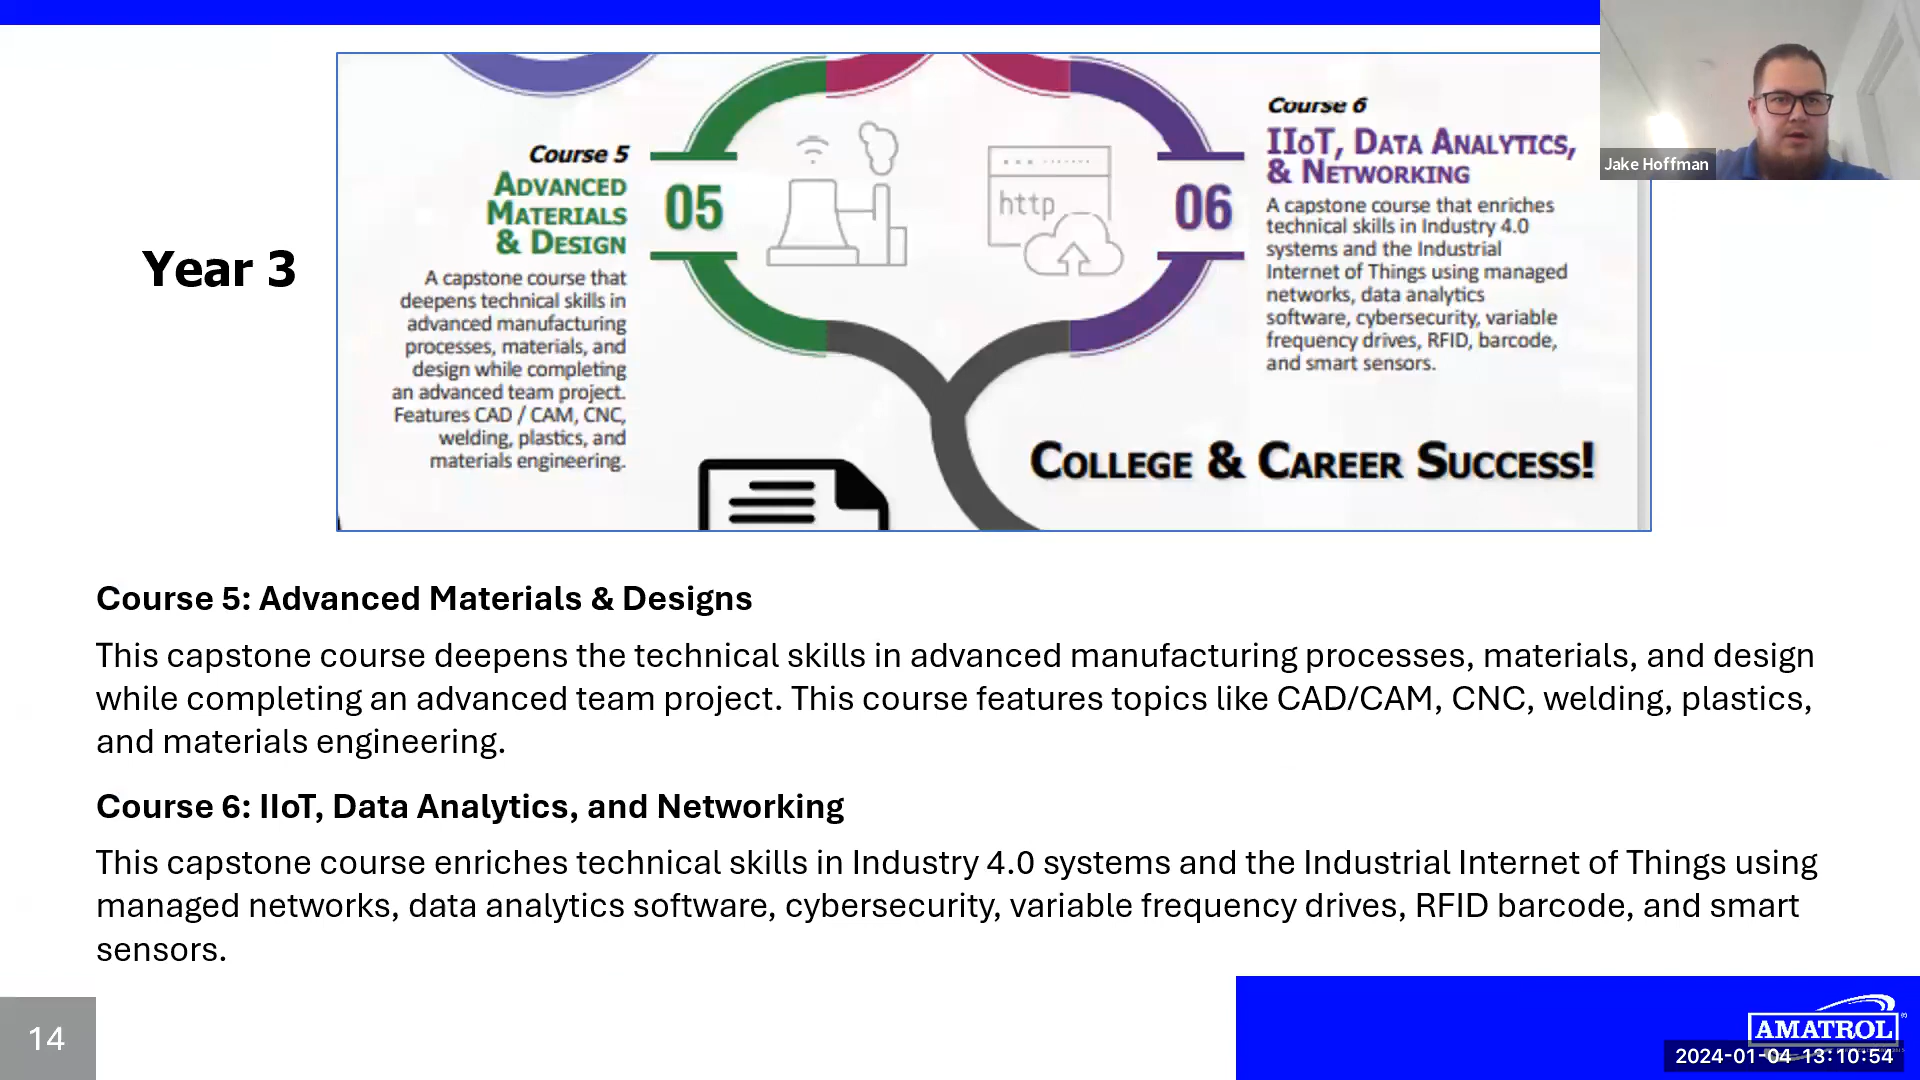 Jake Hoffman
Year 3
Course 5
ADVANCED
MATERIALS
& DESIGN
05
A capstone course that
deepens technical skills in
advanced manufacturing
processes, materials, and
design while completing
an advanced team project.
Features CAD / CAM, CNC,
welding, plastics, and
materials engineering.
http
Course 6
IIOT, DATA ANALYTICS,
& NETWORKING
06
A capstone course that enriches
technical skills in Industry 4.0
systems and the Industrial
Internet of Things using managed
networks, data analytics
software, cybersecurity, variable
frequency drives, RFID, barcode,
and smart sensors.
COLLEGE & CAREER SUCCESS!
Course 5: Advanced Materials & Designs
This capstone course deepens the technical skills in advanced manufacturing processes, materials, and design
while completing an advanced team project. This course features topics like CAD/CAM, CNC, welding, plastics,
and materials engineering.
Course 6: IIoT, Data Analytics, and Networking
This capstone course enriches technical skills in Industry 4.0 systems and the Industrial Internet of Things using
managed networks, data analytics software, cybersecurity, variable frequency drives, RFID barcode, and smart
sensors.
14
AMATROL®
2024-01-04 13:10:54